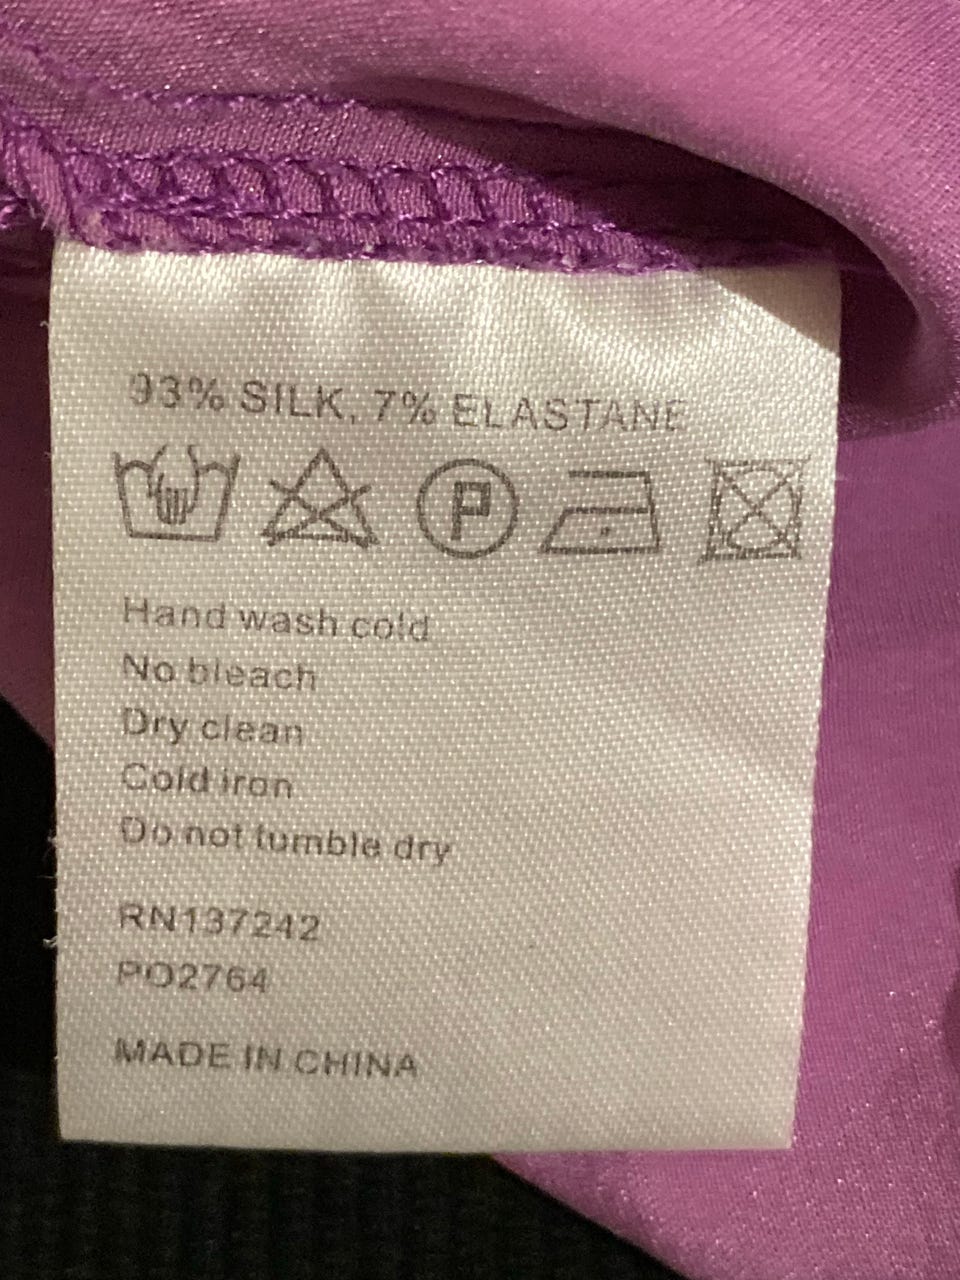 93% SILK, 7% ELASTANE
P
Hand wash cold
No bleach
Dry clean
Cold iron
Do not tumble dry
RN137242
PO2764
MADE IN CHINA